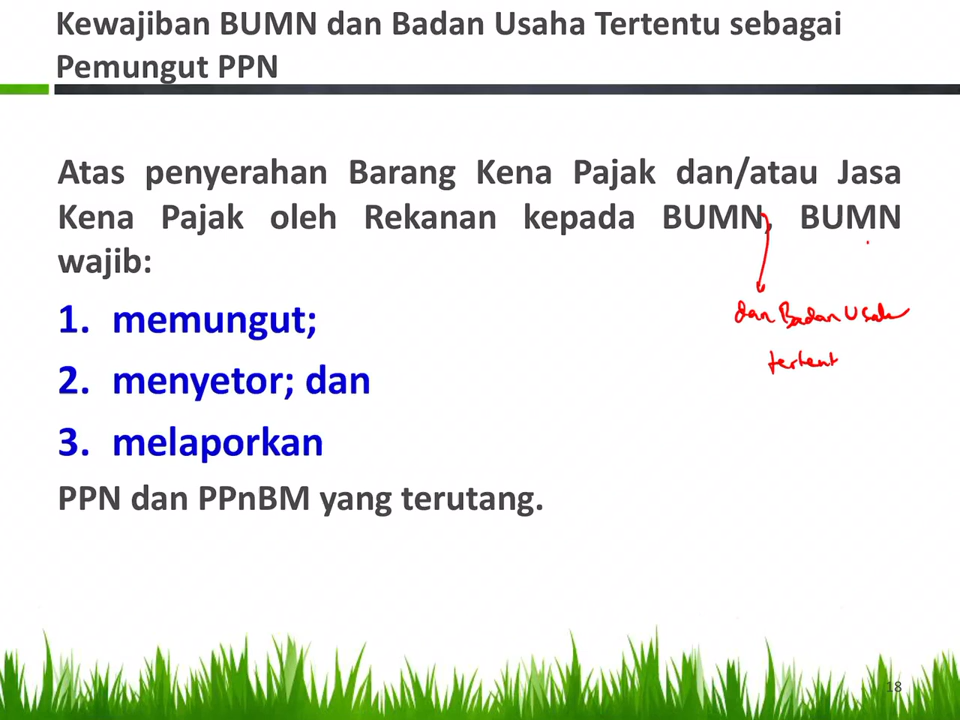 Kewajiban BUMN dan Badan Usaha Tertentu sebagai
Pemungut PPN
Atas penyerahan Barang Kena Pajak dan/atau Jasa
Kena Pajak oleh Rekanan kepada BUMN, BUMN
wajib:
1. memungut;
2. menyetor; dan
3. melaporkan
PPN dan PPnBM yang terutang.
dan Badan Usaha
tertent
18